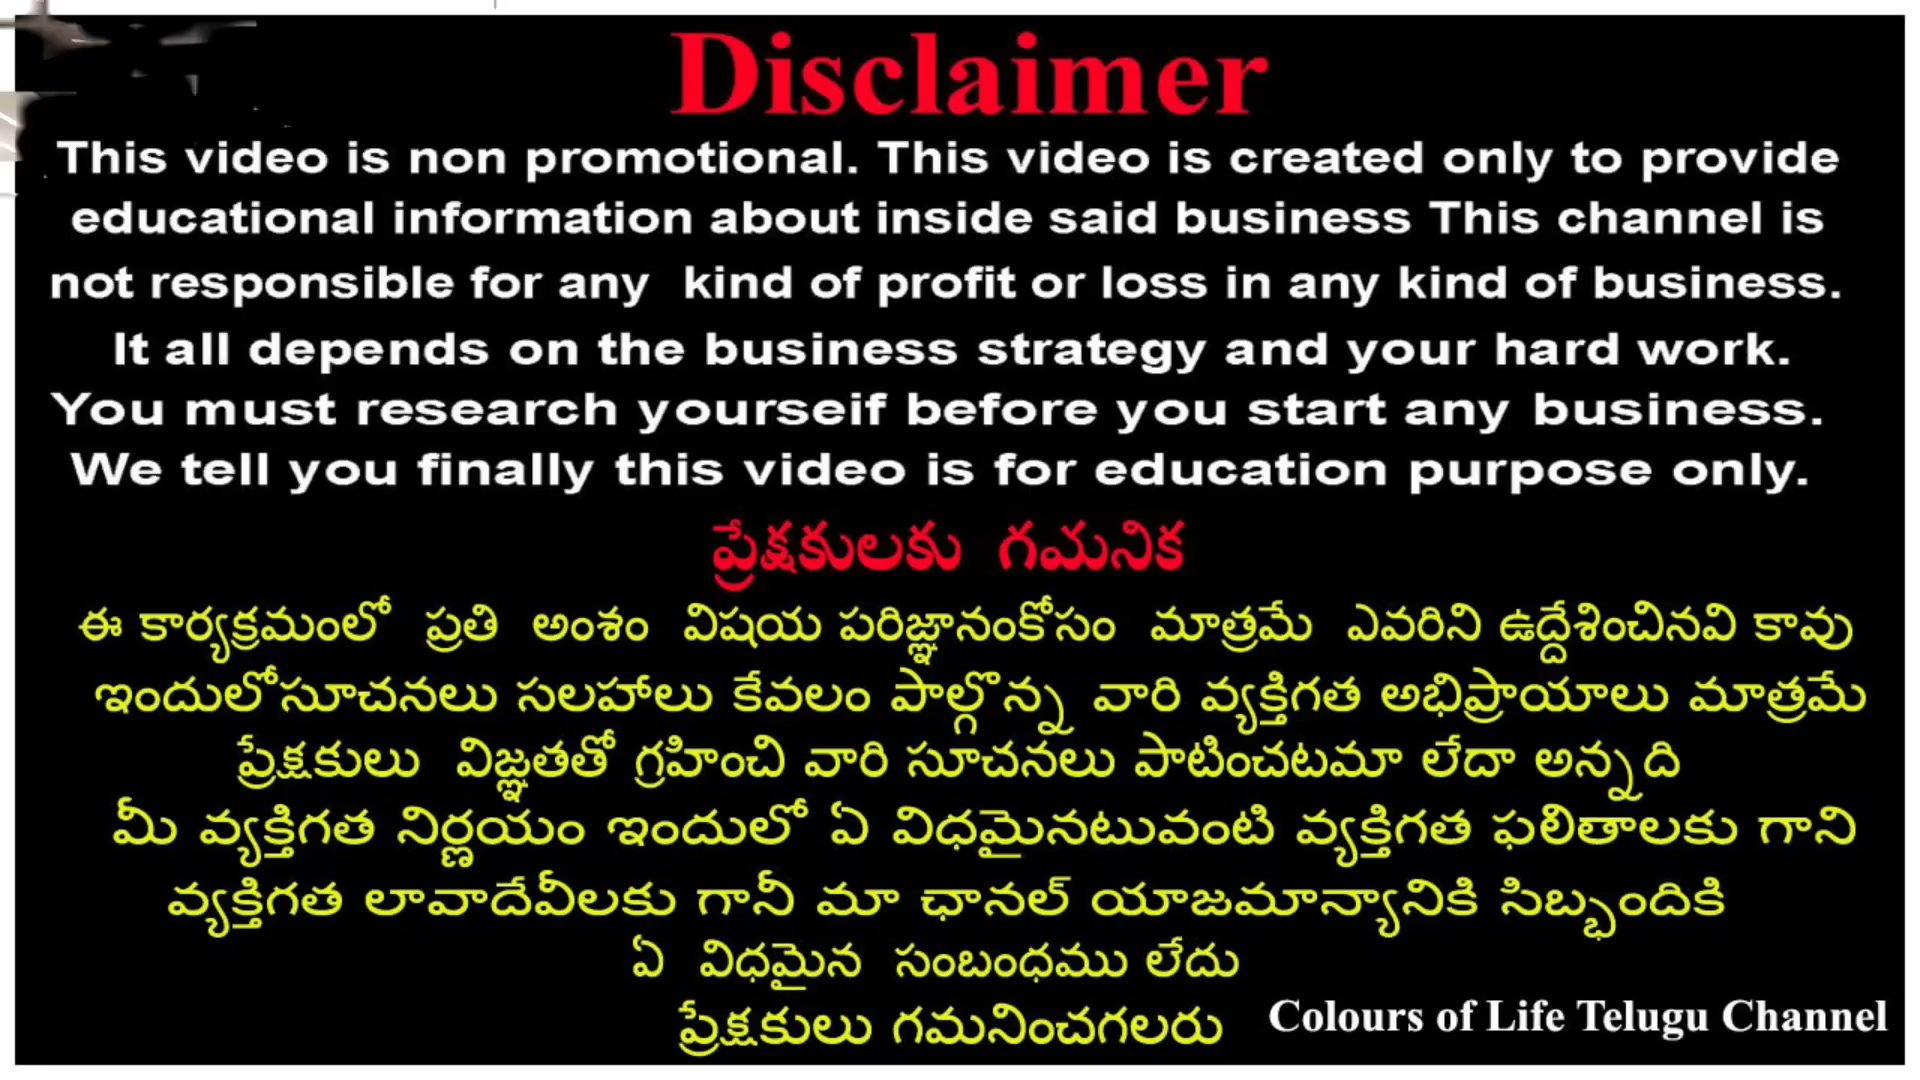 Disclaimer
This video is non promotional. This video is created only to provide
educational information about inside said business This channel is
not responsible for any kind of profit or loss in any kind of business.
It all depends on the business strategy and your hard work.
You must research yourseif before you start any business.
We tell you finally this video is for education purpose only.
ప్రేక్షకులకు గమనిక
ఈ కార్యక్రమంలో ప్రతి అంశం విషయ పరిజ్ఞానంకోసం మాత్రమే ఎవరిని ఉద్దేశించినవి కావు
ఇందులోసూచనలు సలహాలు కేవలం పాల్గొన్న వారి వ్యక్తిగత అభిప్రాయాలు మాత్రమే
ప్రేక్షకులు విజ్ఞతతో గ్రహించి వారి సూచనలు పాటించటమా లేదా అన్నది
మీ వ్యక్తిగత నిర్ణయం ఇందులో ఏ విధమైనటువంటి వ్యక్తిగత ఫలితాలకు గాని
వ్యక్తిగత లావాదేవీలకు గానీ మా ఛానల్ యాజమాన్యానికి సిబ్బందికి
ఏ విధమైన సంబంధము లేదు
ప్రేక్షకులు గమనించగలరు
Colours of Life Telugu Channel